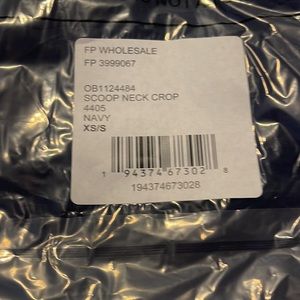 FP WHOLESALE
FP 3999067
OB1124484
SCOOP NECK CROP
4405
NAVY
XS/S
1 94374 67302 8
194374673028